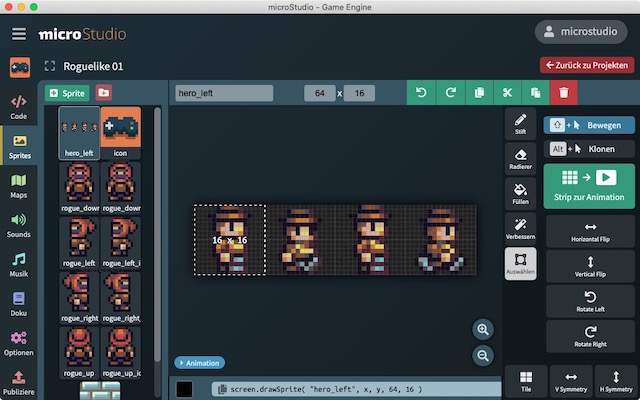 microStudio - Game Engine
microStudio
microstudio
Roguelike 01
Zurück zu Projekten
Code
Sprites
Maps
Sounds
Musik
Doku
Optionen
Publiziere
Sprite
hero_left
icon
rogue_down
rogue_left
rogue_left_i
rogue_right
rogue_right_
rogue_up
rogue_up_ic
hero_left
64 x 16
16 x 16
Animation
screen.drawSprite( "hero_left", x, y, 64, 16 )
Stift
Radierer
Füllen
Verbessern
Auswählen
+ Bewegen
Alt + Klonen
Strip zur Animation
Horizontal Flip
Vertical Flip
Rotate Left
Rotate Right
Tile
V Symmetry
H Symmetry